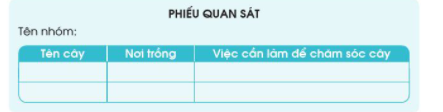 PHIẾU QUAN SÁT
Tên nhóm:
Tên cây Nơi trồng Việc cần làm để chăm sóc cây